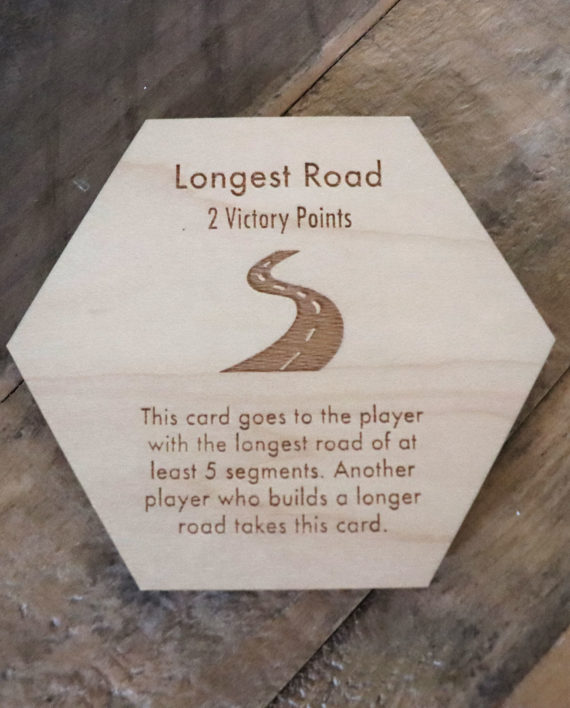 Longest Road
2 Victory Points
This card goes to the player
with the longest road of at
least 5 segments. Another
player who builds a longer
road takes this card.